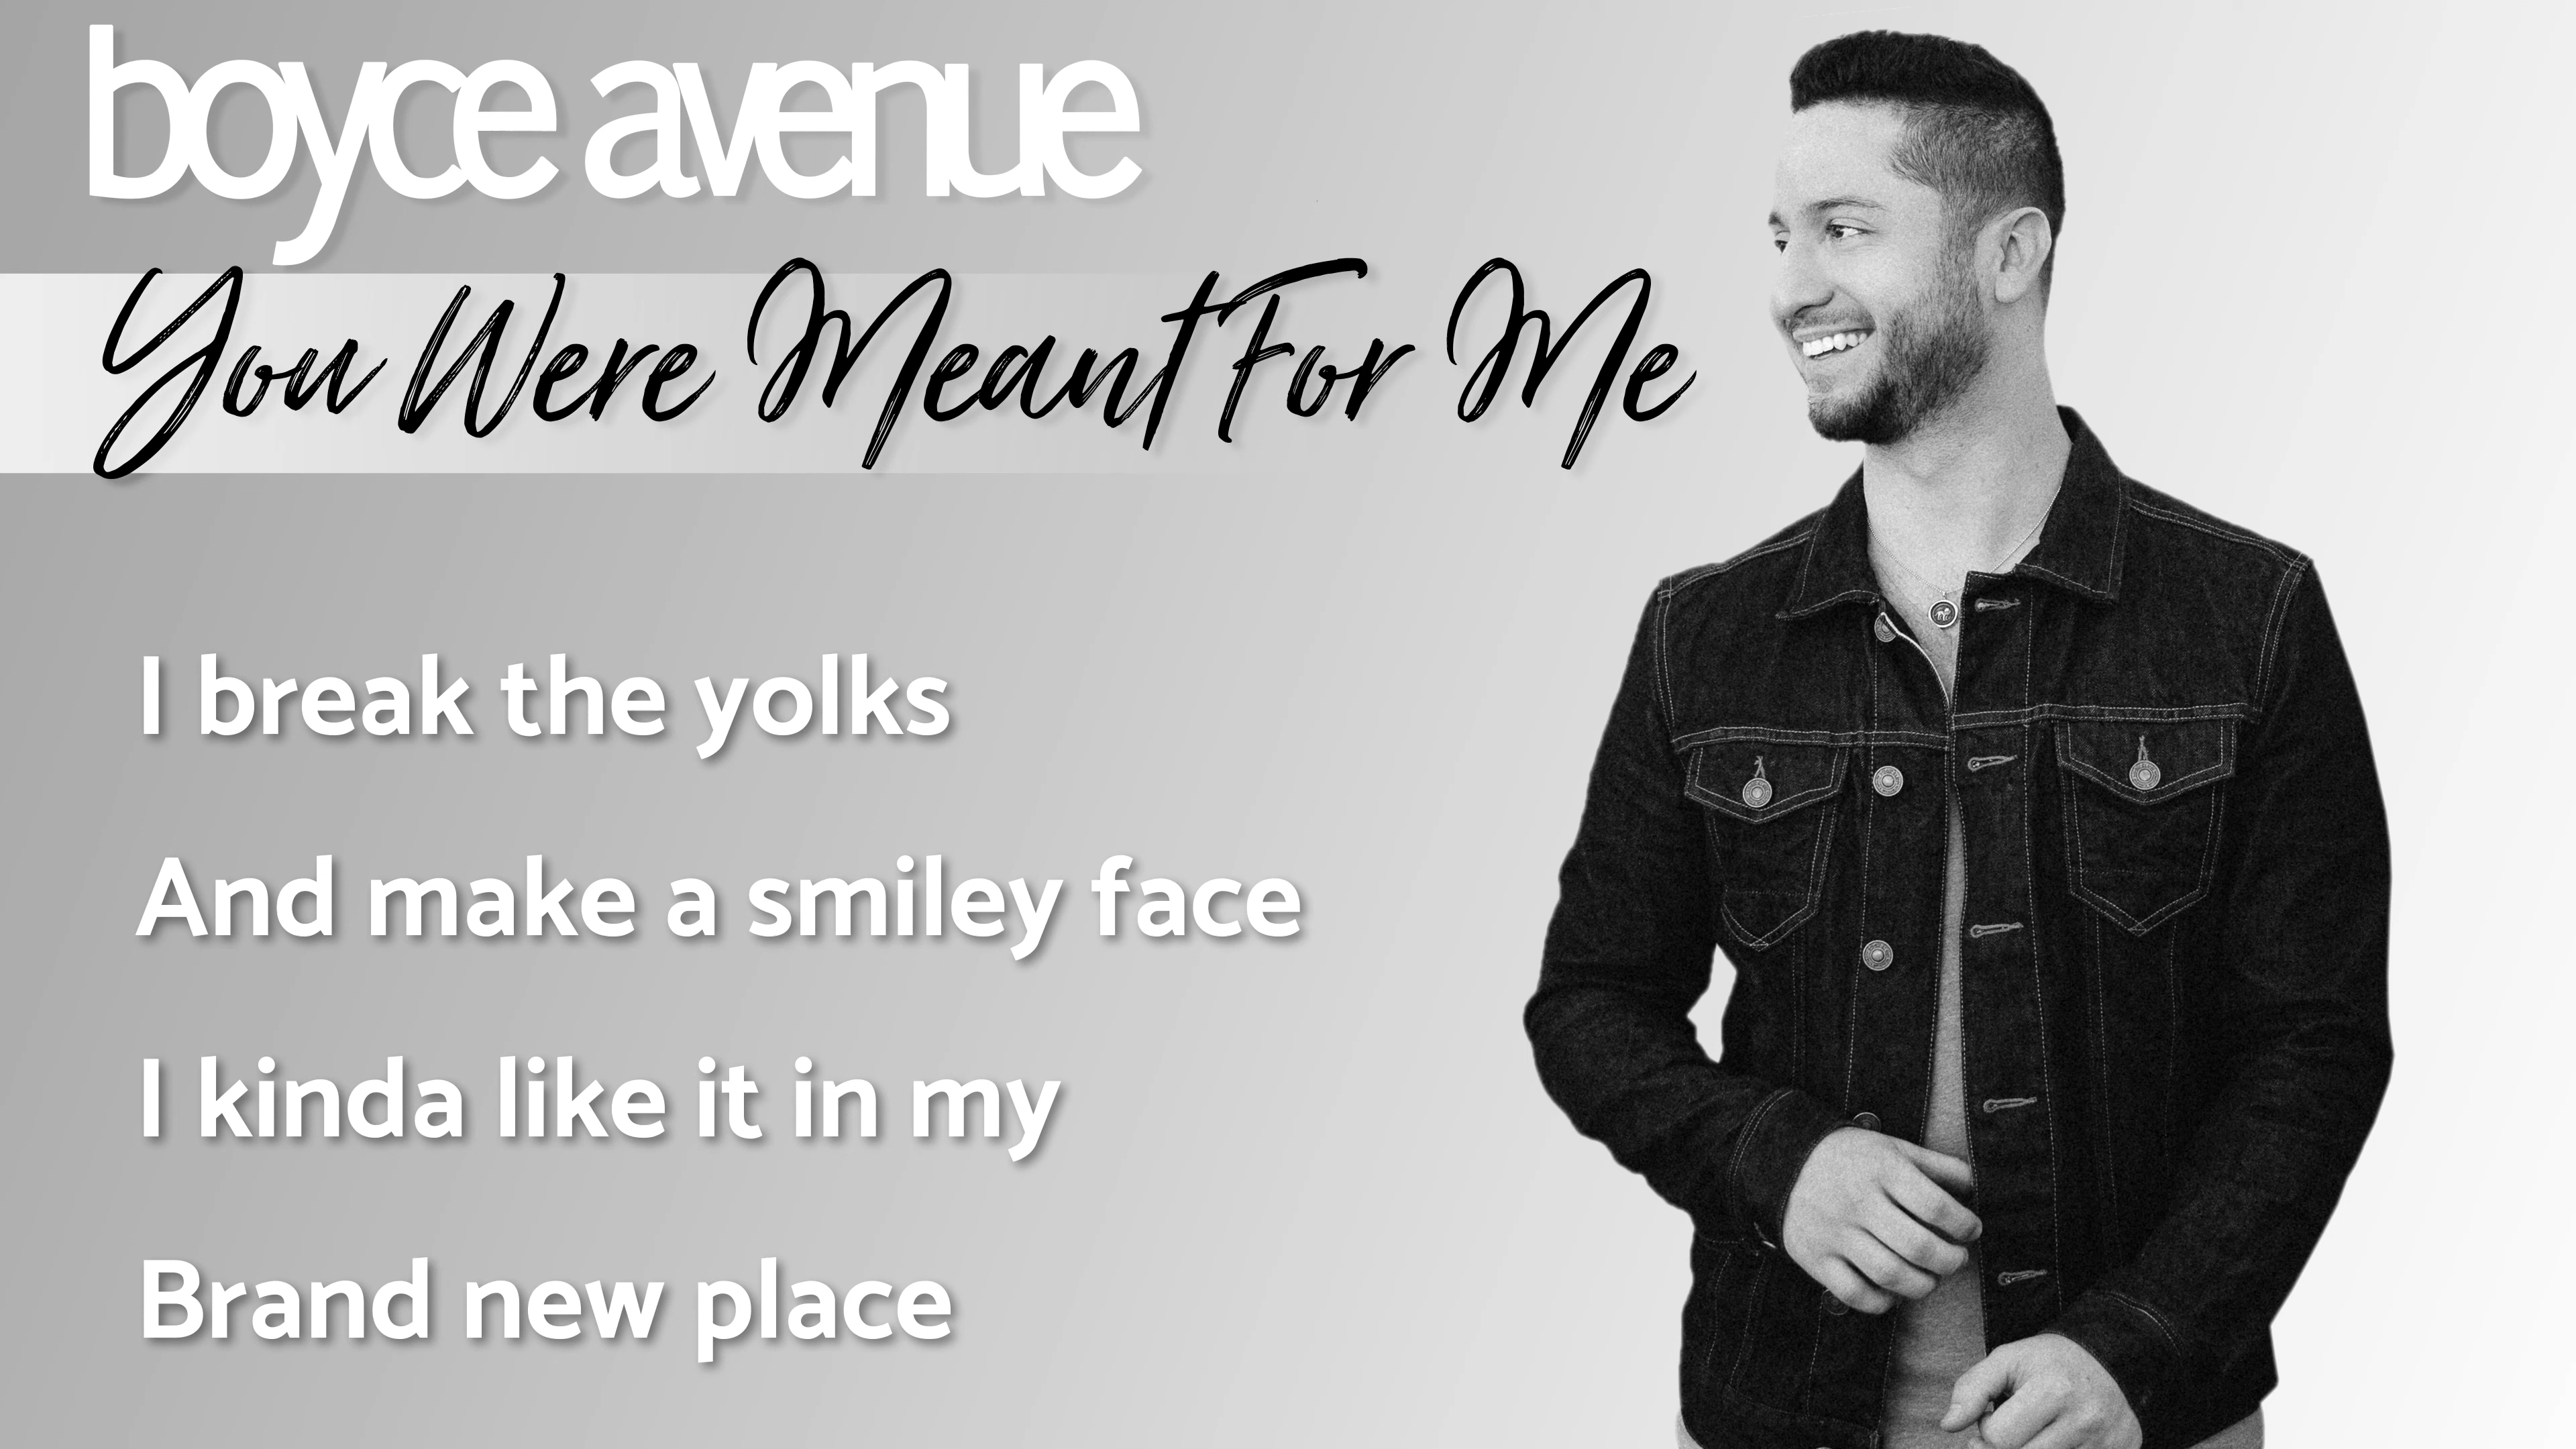 boyce avenue
You Were Meant For Me
I break the yolks
And make a smiley face
I kinda like it in my
Brand new place